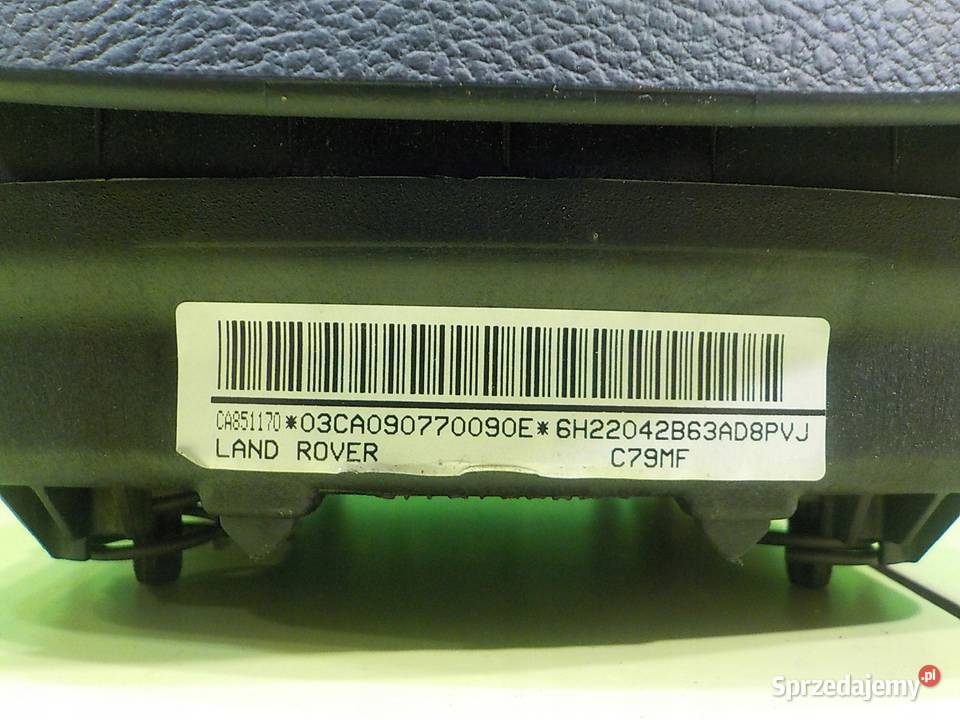 CA851170*03CA090770090E*6H22042B63AD8PVJ
LAND ROVER C79MF
Sprzedajemy.pl